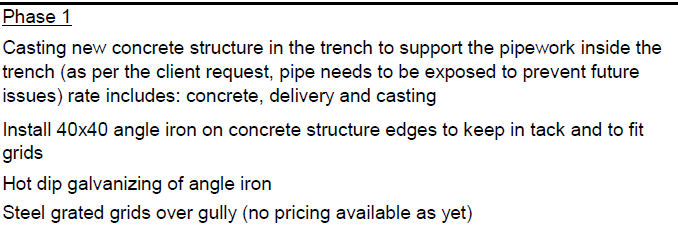 Phase 1
Casting new concrete structure in the trench to support the pipework inside the
trench (as per the client request, pipe needs to be exposed to prevent future
issues) rate includes: concrete, delivery and casting
Install 40x40 angle iron on concrete structure edges to keep in tack and to fit
grids
Hot dip galvanizing of angle iron
Steel grated grids over gully (no pricing available as yet)